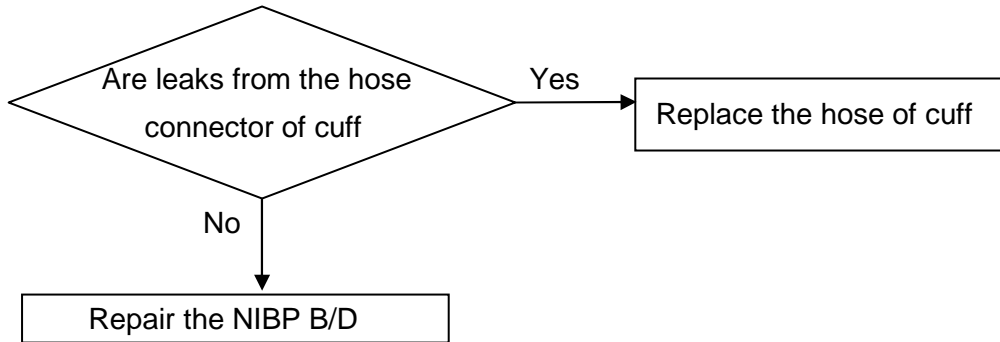 Are leaks from the hose
connector of cuff
Yes
Replace the hose of cuff
No
Repair the NIBP B/D